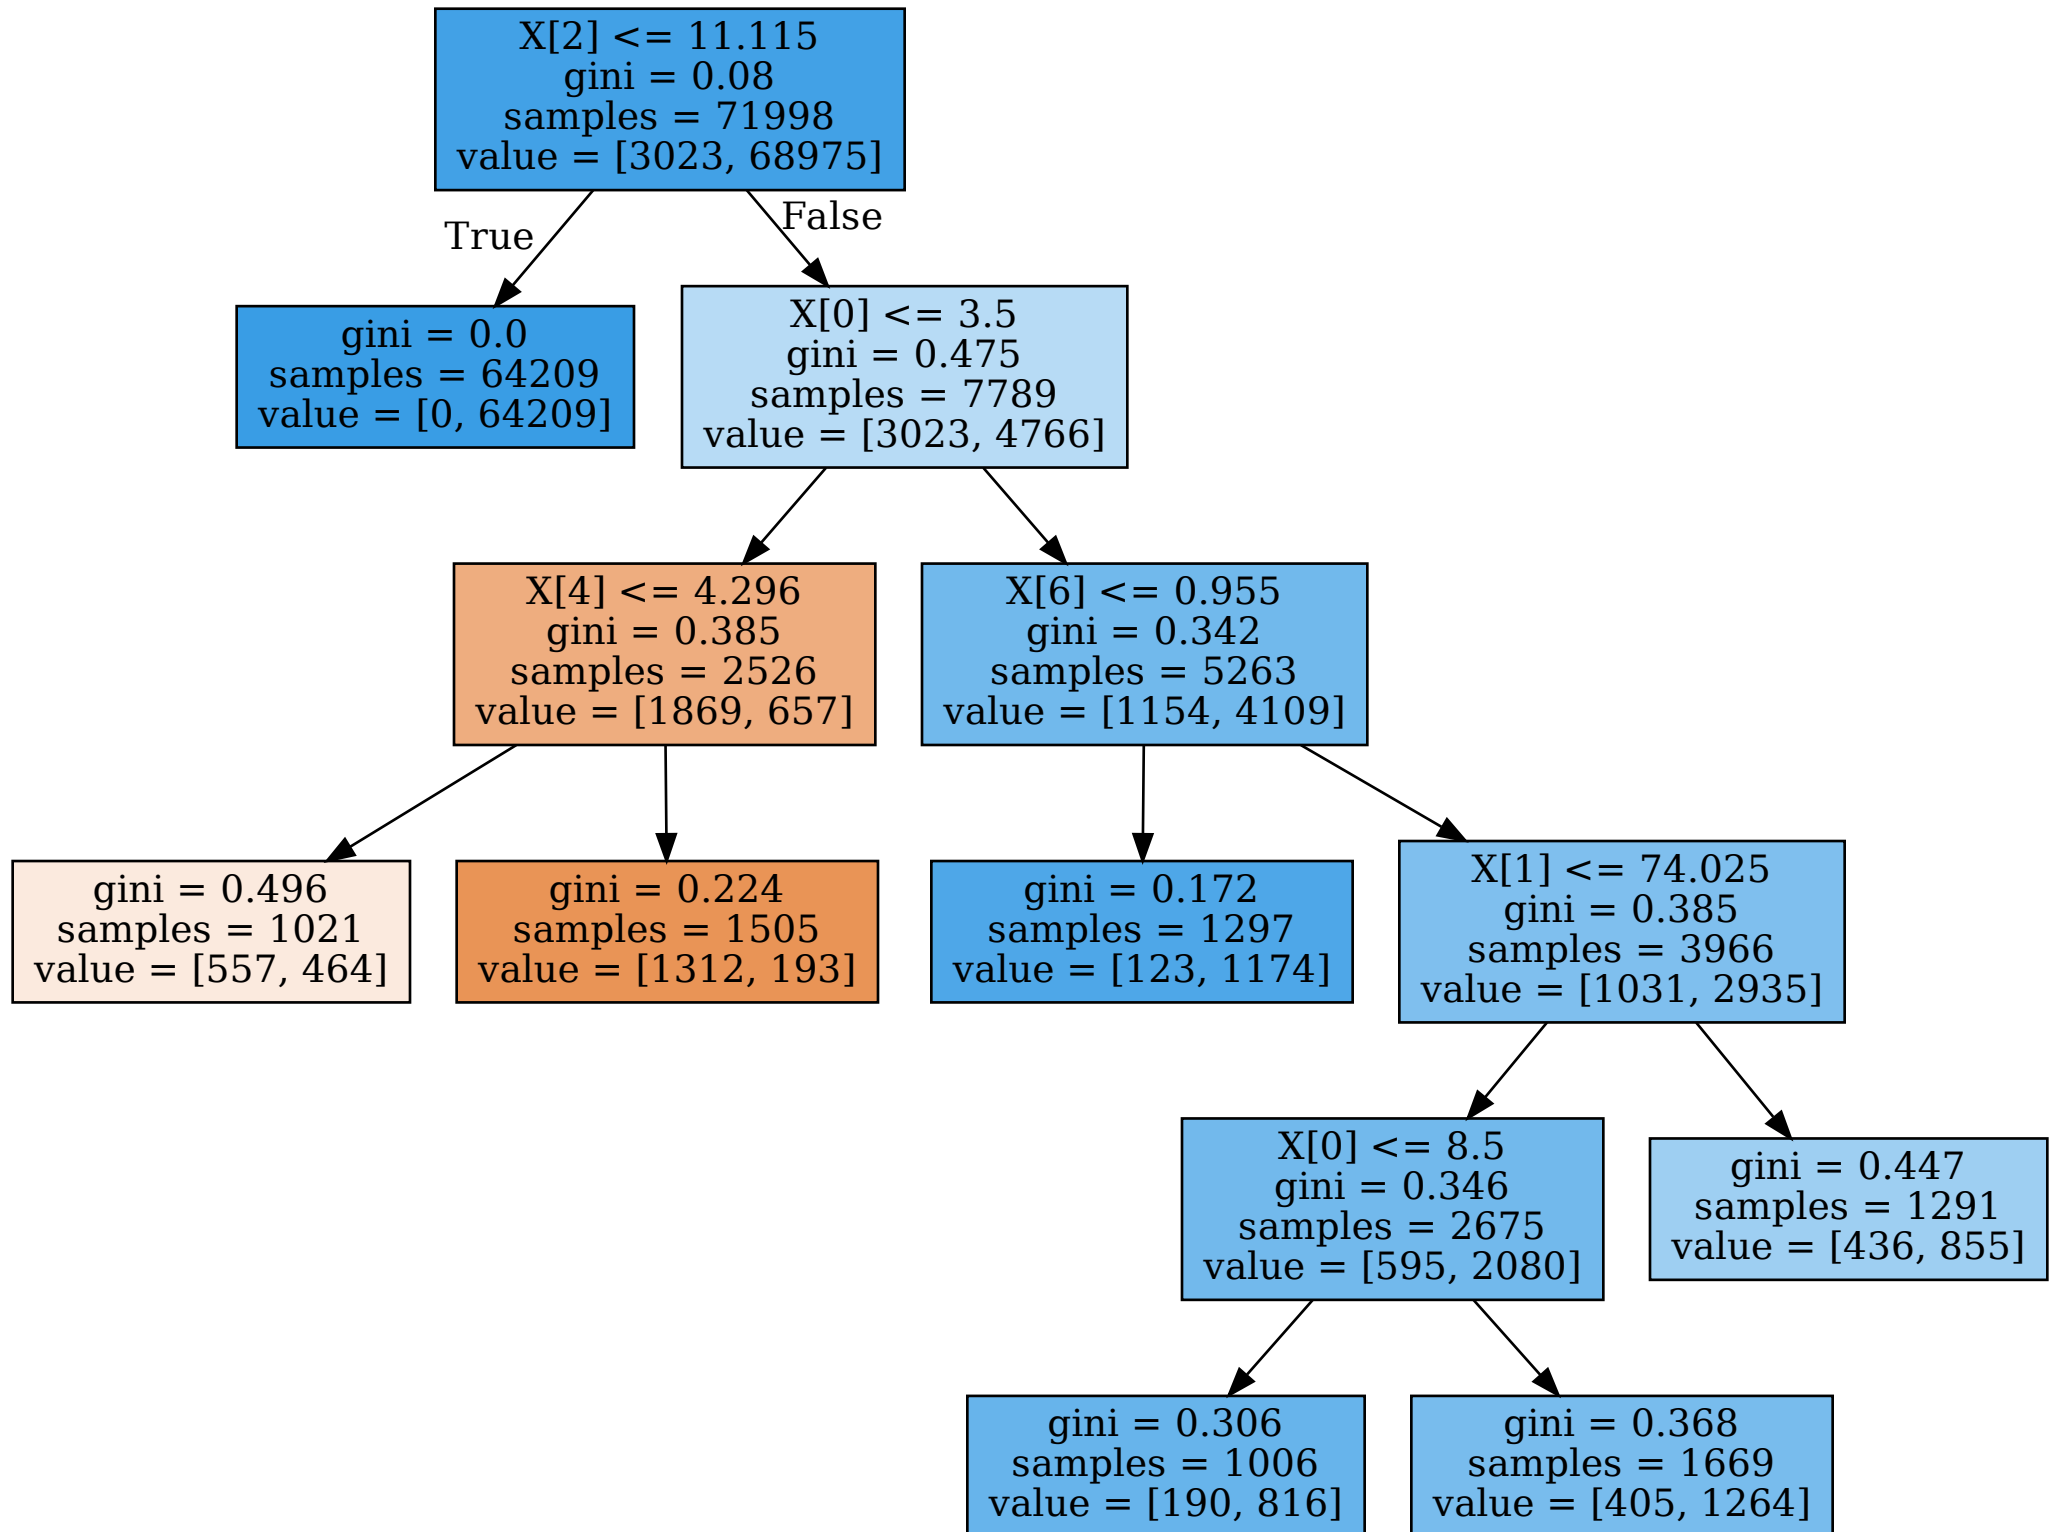 X[2] <= 11.115
gini = 0.08
samples = 71998
value = [3023, 68975]
True
False
gini = 0.0
samples = 64209
value = [0, 64209]
X[0] <= 3.5
gini = 0.475
samples = 7789
value = [3023, 4766]
X[4] <= 4.296
gini = 0.385
samples = 2526
value = [1869, 657]
X[6] <= 0.955
gini = 0.342
samples = 5263
value = [1154, 4109]
gini = 0.496
samples = 1021
value = [557, 464]
gini = 0.224
samples = 1505
value = [1312, 193]
gini = 0.172
samples = 1297
value = [123, 1174]
X[1] <= 74.025
gini = 0.385
samples = 3966
value = [1031, 2935]
X[0] <= 8.5
gini = 0.346
samples = 2675
value = [595, 2080]
gini = 0.447
samples = 1291
value = [436, 855]
gini = 0.306
samples = 1006
value = [190, 816]
gini = 0.368
samples = 1669
value = [405, 1264]